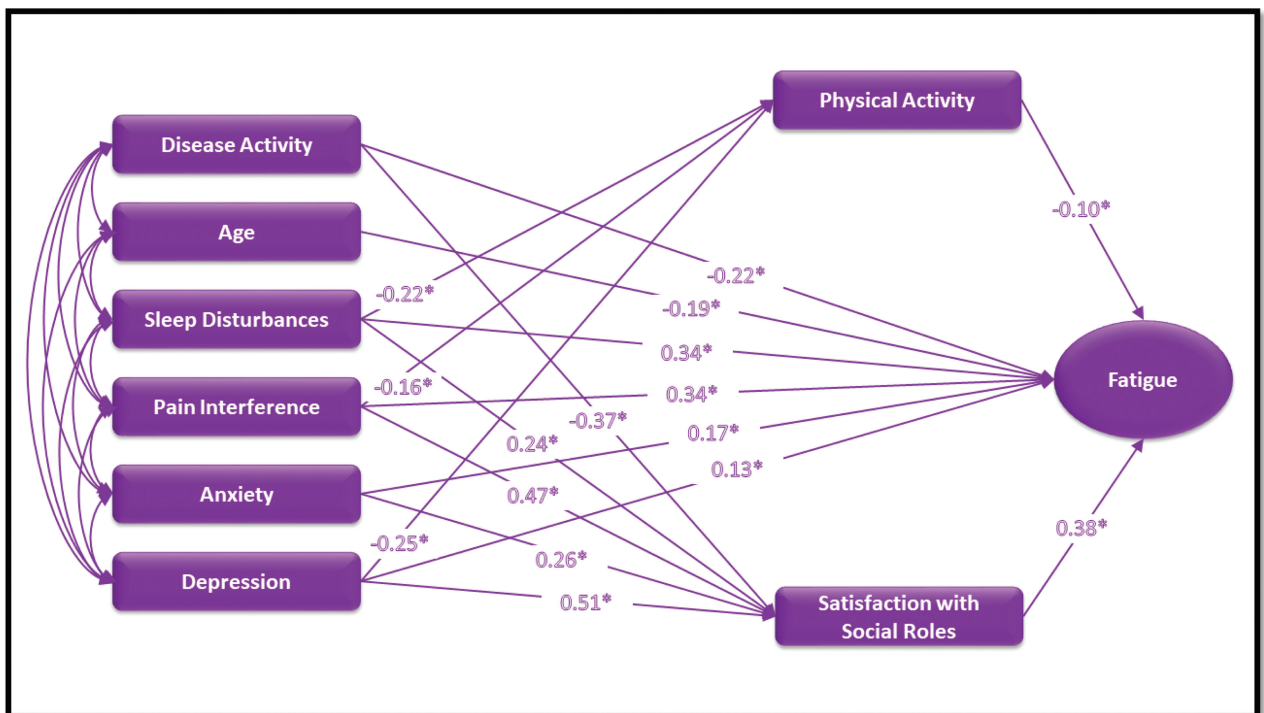 Physical Activity
Disease Activity
Age
Sleep Disturbances
Pain Interference
Anxiety
Depression
Satisfaction with
Social Roles
Fatigue
-0.10*
-0.22*
-0.19*
0.34*
0.34*
0.17*
0.13*
-0.22*
-0.16*
-0.25*
-0.37*
0.24*
0.47*
0.26*
0.51*
0.38*